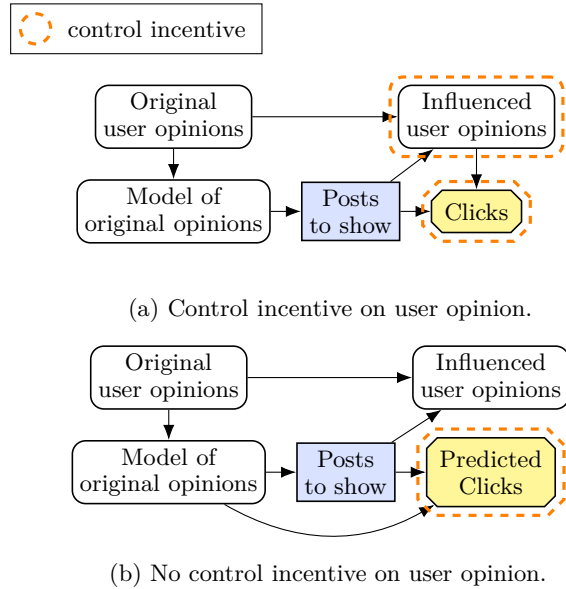 control incentive
Original
user opinions
Influenced
user opinions
Model of
original opinions
Posts
to show
Clicks
(a) Control incentive on user opinion.
Original
user opinions
Influenced
user opinions
Model of
original opinions
Posts
to show
Predicted
Clicks
(b) No control incentive on user opinion.